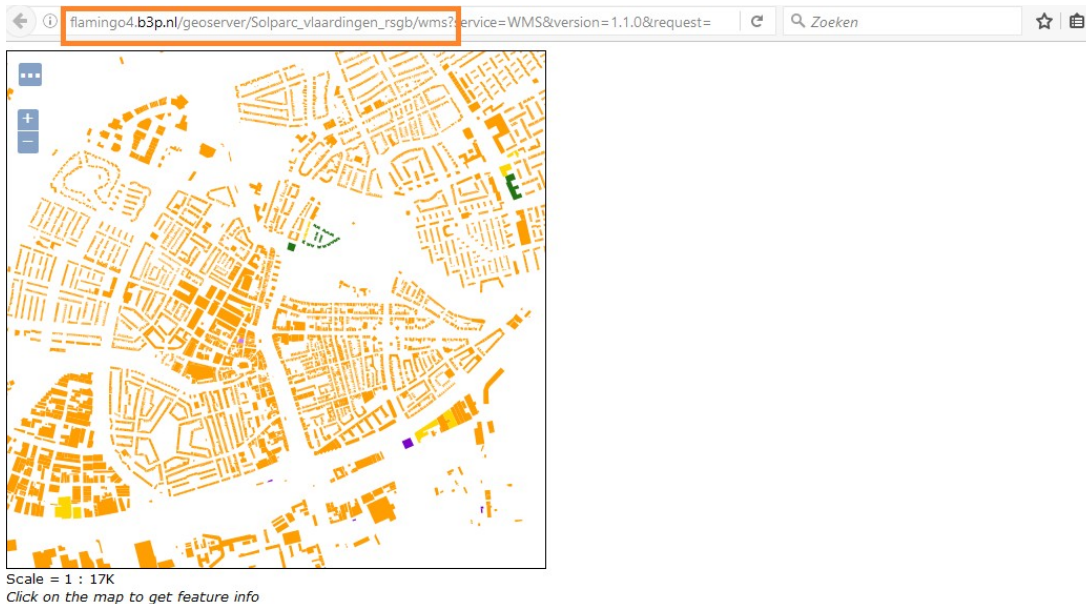 flamingo4.b3p.nl/geoserver/Solparc_vlaardingen_rsgb/wms?service=WMS&version=1.1.0&request=
Zoeken
Scale = 1 : 17K
Click on the map to get feature info